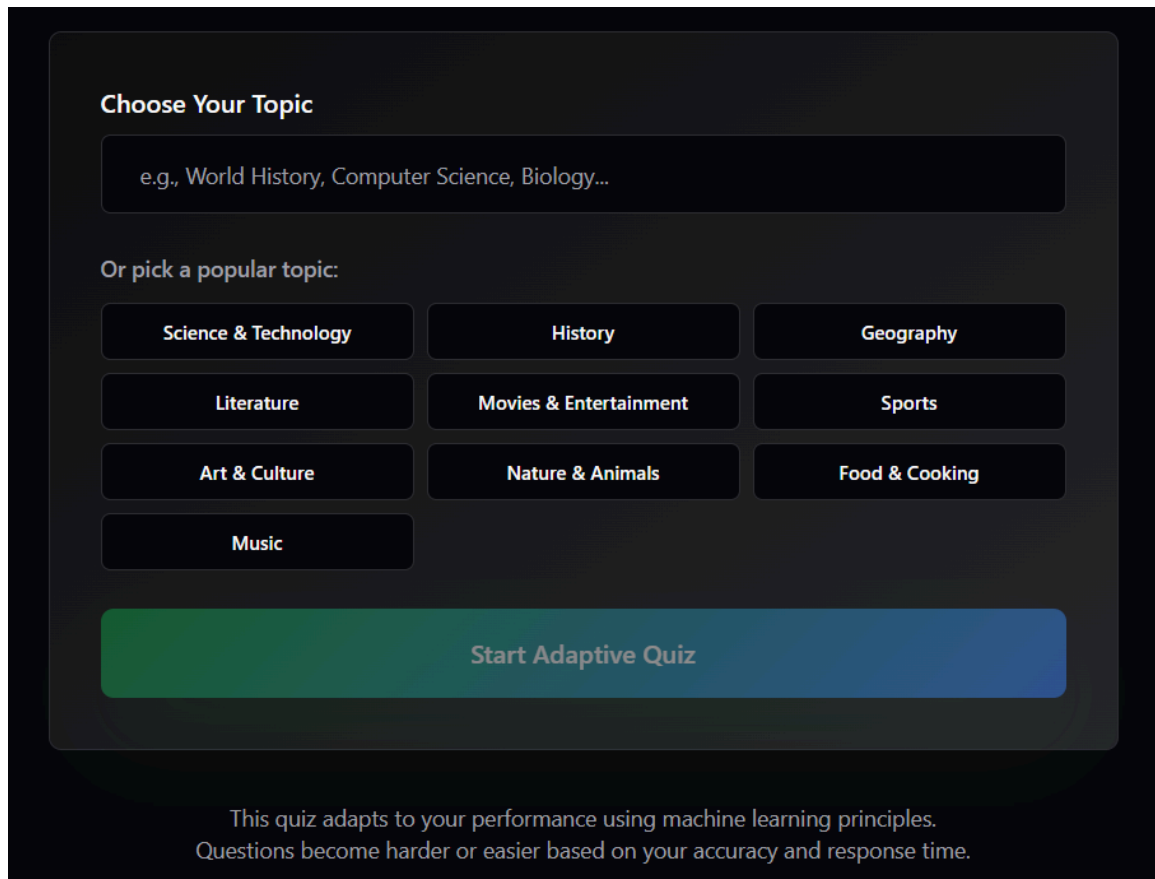 Choose Your Topic
e.g., World History, Computer Science, Biology...
Or pick a popular topic:
Science & Technology
History
Geography
Literature
Movies & Entertainment
Sports
Art & Culture
Nature & Animals
Food & Cooking
Music
Start Adaptive Quiz
This quiz adapts to your performance using machine learning principles.
Questions become harder or easier based on your accuracy and response time.